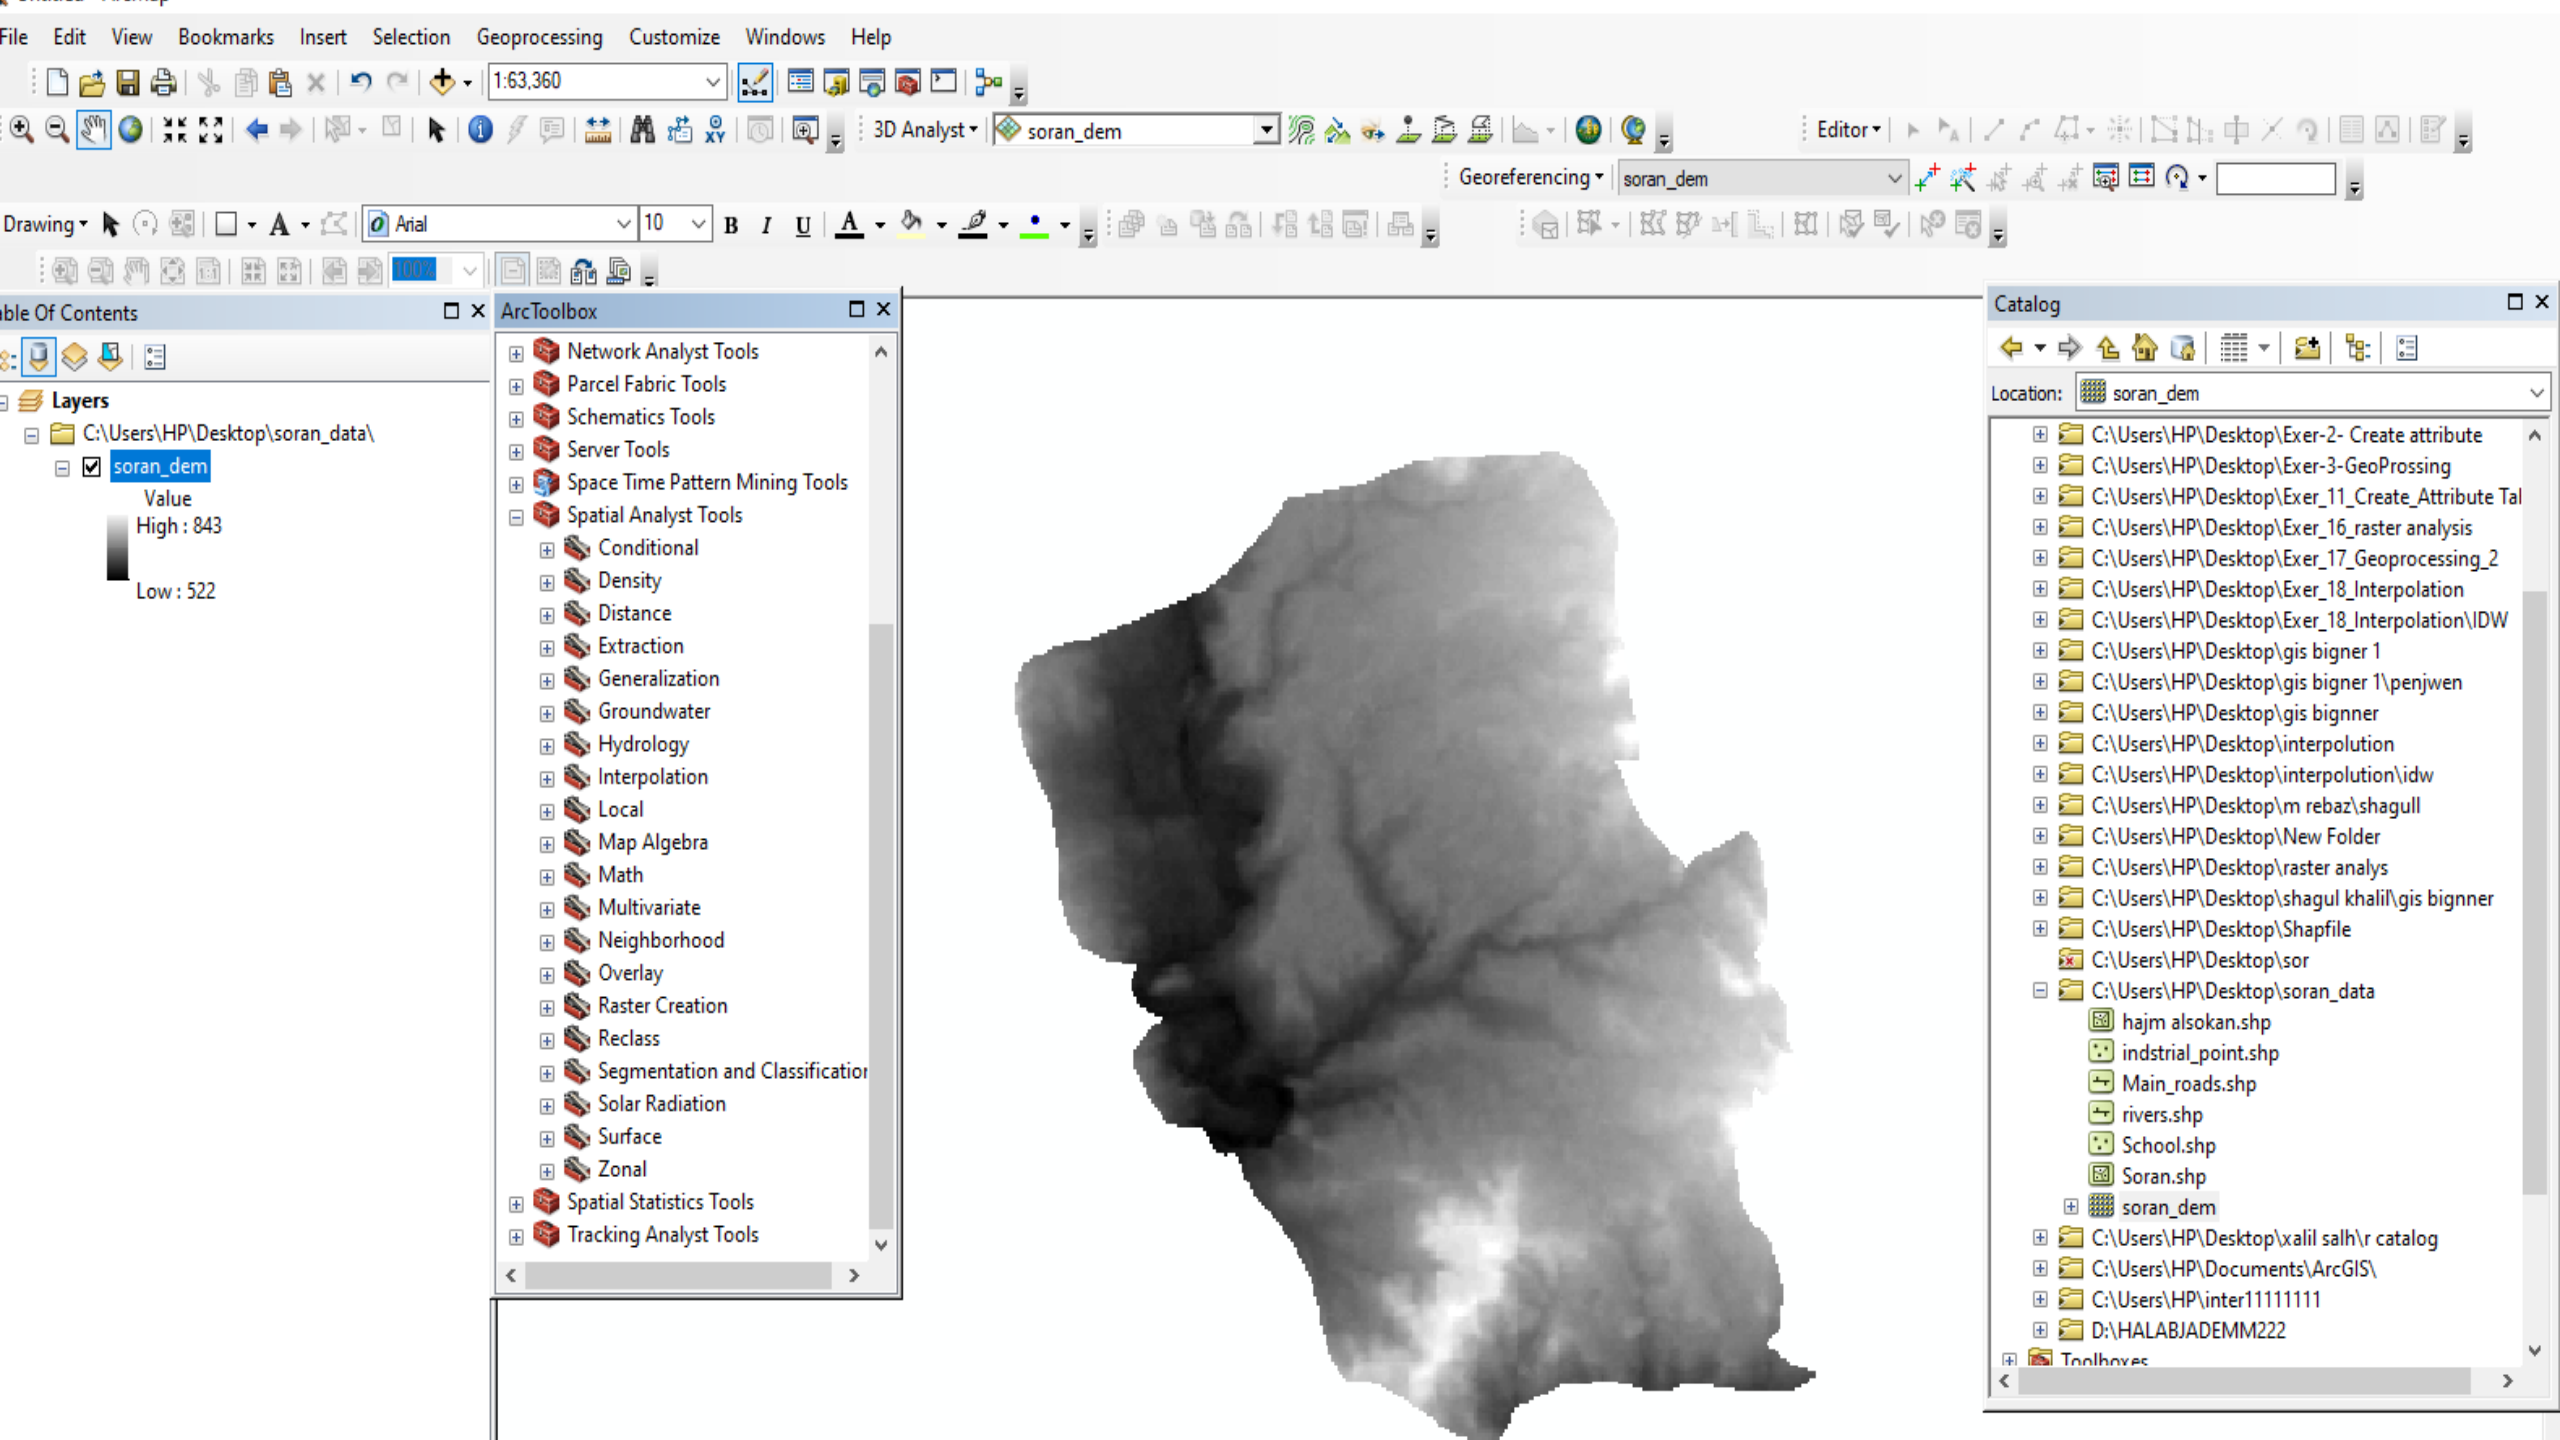 File Edit View Bookmarks Insert Selection Geoprocessing Customize Windows Help
1:63,360
3D Analyst soran_dem Editor
Georeferencing soran_dem
Drawing A Arial 10 B I U A
100%
able Of Contents
Layers
C:\Users\HP\Desktop\soran_data\
soran_dem
Value
High : 843
Low : 522
ArcToolbox
Network Analyst Tools
Parcel Fabric Tools
Schematics Tools
Server Tools
Space Time Pattern Mining Tools
Spatial Analyst Tools
Conditional
Density
Distance
Extraction
Generalization
Groundwater
Hydrology
Interpolation
Local
Map Algebra
Math
Multivariate
Neighborhood
Overlay
Raster Creation
Reclass
Segmentation and Classification
Solar Radiation
Surface
Zonal
Spatial Statistics Tools
Tracking Analyst Tools
Catalog
Location: soran_dem
C:\Users\HP\Desktop\Exer-2- Create attribute
C:\Users\HP\Desktop\Exer-3-GeoProssing
C:\Users\HP\Desktop\Exer_11_Create_Attribute Tal
C:\Users\HP\Desktop\Exer_16_raster analysis
C:\Users\HP\Desktop\Exer_17_Geoprocessing_2
C:\Users\HP\Desktop\Exer_18_Interpolation
C:\Users\HP\Desktop\Exer_18_Interpolation\IDW
C:\Users\HP\Desktop\gis bigner 1
C:\Users\HP\Desktop\gis bigner 1\penjwen
C:\Users\HP\Desktop\gis bignner
C:\Users\HP\Desktop\interpolution
C:\Users\HP\Desktop\interpolution\idw
C:\Users\HP\Desktop\m rebaz\shagull
C:\Users\HP\Desktop\New Folder
C:\Users\HP\Desktop\raster analys
C:\Users\HP\Desktop\shagul khalil\gis bignner
C:\Users\HP\Desktop\Shapfile
C:\Users\HP\Desktop\sor
C:\Users\HP\Desktop\soran_data
hajm alsokan.shp
indstrial_point.shp
Main_roads.shp
rivers.shp
School.shp
Soran.shp
soran_dem
C:\Users\HP\Desktop\xalil salh\r catalog
C:\Users\HP\Documents\ArcGIS\
C:\Users\HP\inter11111111
D:\HALABJADEMM222
Toolboxes